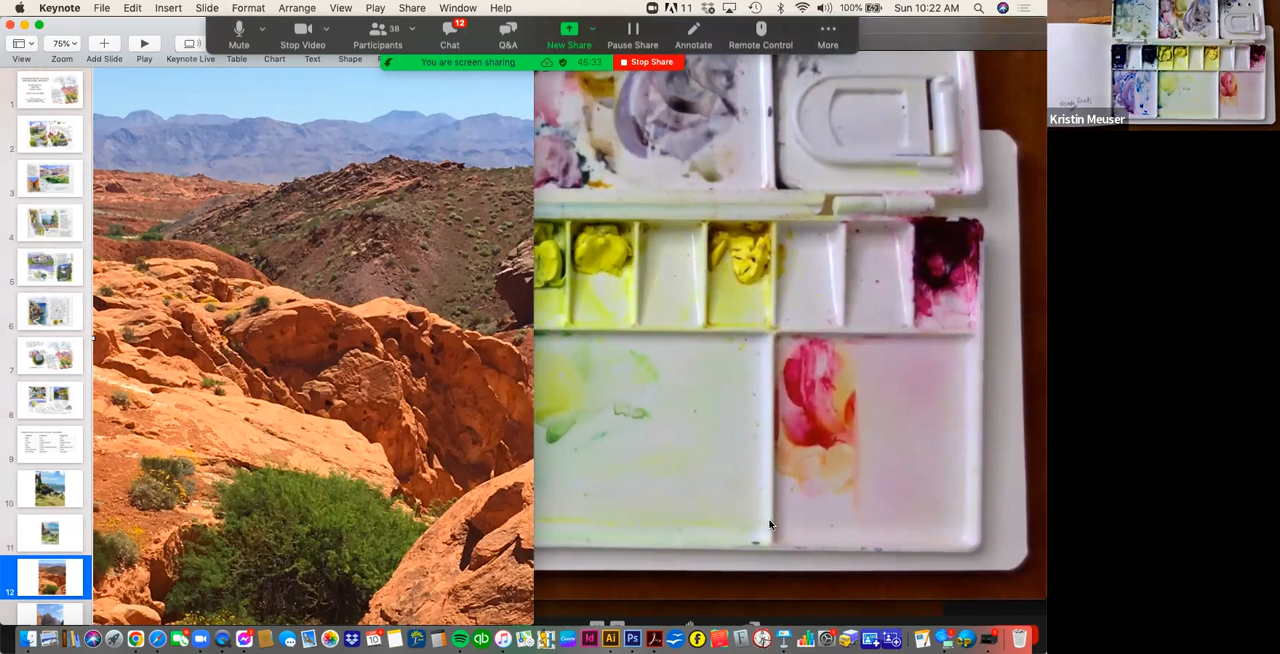 Keynote File Edit Insert Slide Format Arrange View Play Share Window Help
11 100% Sun 10:22 AM
75%
View Zoom Add Slide Play Keynote Live Table Chart Text Shape
38 12
Mute Stop Video Participants Chat Q&A New Share Pause Share Annotate Remote Control More
You are screen sharing 45:33 Stop Share
Kristin Meuser
1
2
3
4
5
6
7
8
9
10
11
12